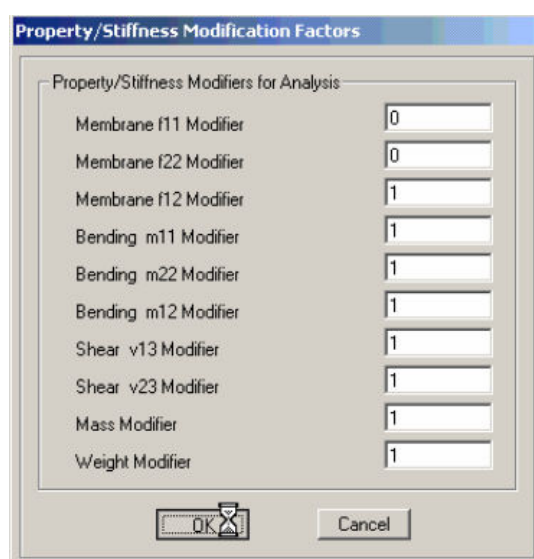 Property/Stiffness Modification Factors
Property/Stiffness Modifiers for Analysis
Membrane f11 Modifier 0
Membrane f22 Modifier 0
Membrane f12 Modifier 1
Bending m11 Modifier 1
Bending m22 Modifier 1
Bending m12 Modifier 1
Shear v13 Modifier 1
Shear v23 Modifier 1
Mass Modifier 1
Weight Modifier 1
OK Cancel